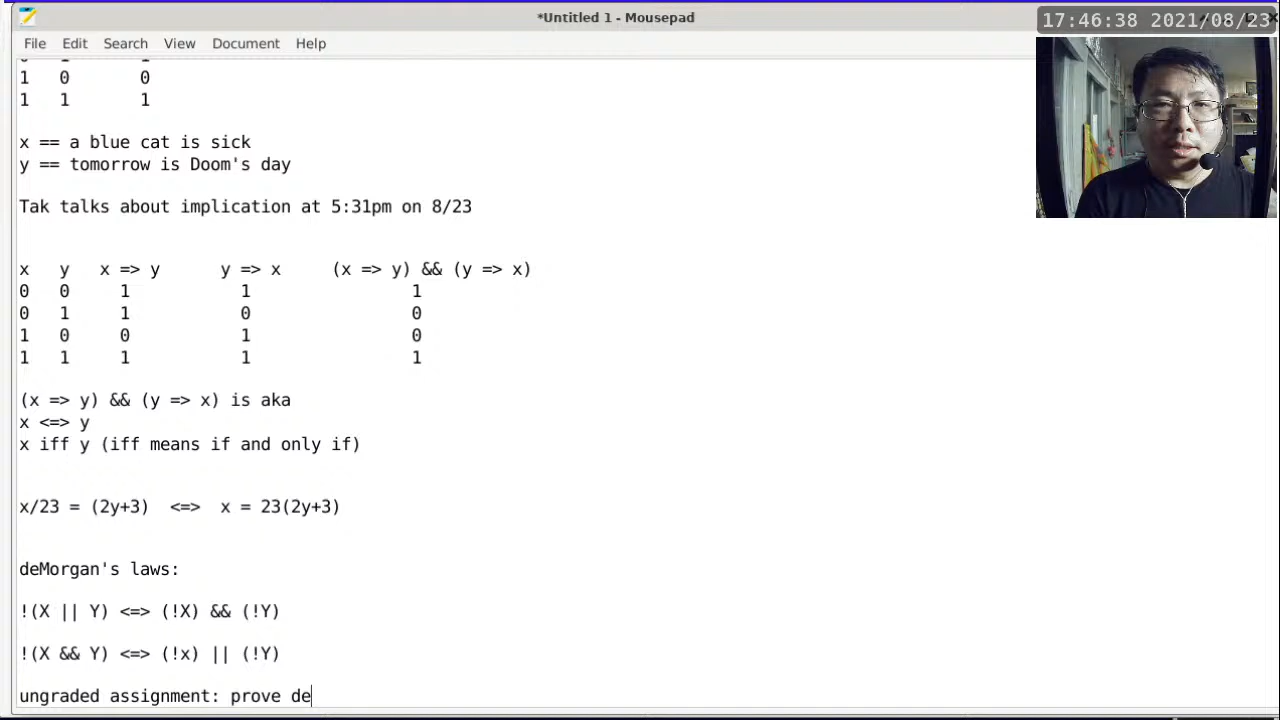 *Untitled 1 - Mousepad
17:46:38 2021/08/23
File Edit Search View Document Help
1 0 0
1 1 1
x == a blue cat is sick
y == tomorrow is Doom's day
Tak talks about implication at 5:31pm on 8/23
x y x => y y => x (x => y) && (y => x)
0 0 1 1 1
0 1 1 0 0
1 0 0 1 0
1 1 1 1 1
(x => y) && (y => x) is aka
x <=> y
x iff y (iff means if and only if)
x/23 = (2y+3) <=> x = 23(2y+3)
deMorgan's laws:
!(X || Y) <=> (!X) && (!Y)
!(X && Y) <=> (!x) || (!Y)
ungraded assignment: prove de